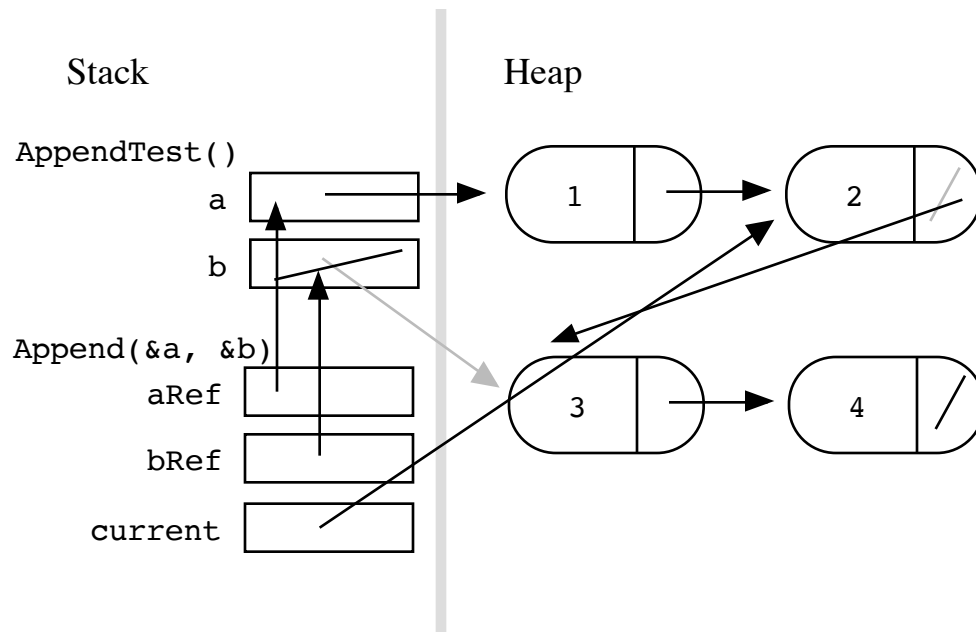 Stack Heap
AppendTest()
a 1 2
b
Append(&a, &b)
aRef 3 4
bRef
current